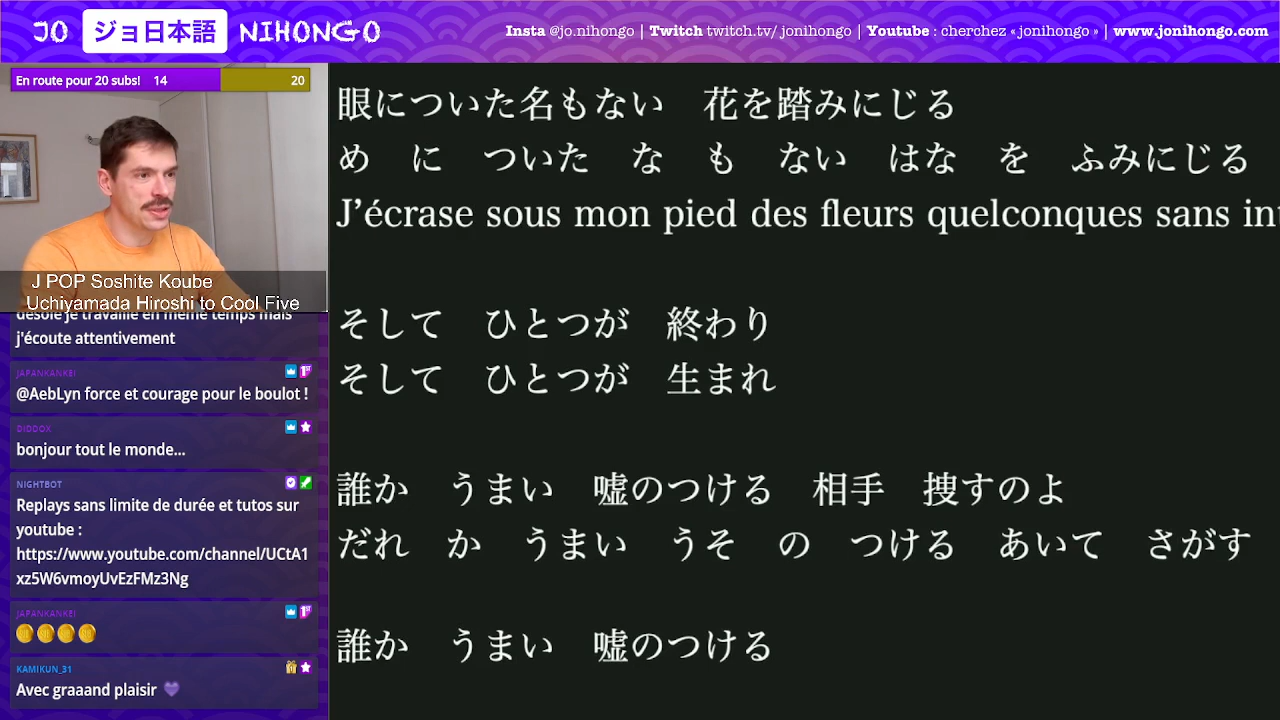 JO ジョ日本語 NIHONGO
Insta @jo.nihongo | Twitch twitch.tv/ jonihongo | Youtube : cherchez « jonihongo » | www.jonihongo.com
En route pour 20 subs! 14 20
J POP Soshite Koube
Uchiyamada Hiroshi to Cool Five
désolé je travaille en même temps mais
j'écoute attentivement
JAPANKANKEI
@AebLyn force et courage pour le boulot !
DIDDOX
bonjour tout le monde...
NIGHTBOT
Replays sans limite de durée et tutos sur
youtube :
https://www.youtube.com/channel/UCtA1
xz5W6vmoyUvEzFMz3Ng
JAPANKANKEI
KAMIKUN_31
Avec graaand plaisir
眼についた名もない　花を踏みにじる
め　に　ついた　な　も　ない　はな　を　ふみにじる
J’écrase sous mon pied des fleurs quelconques sans
そして　ひとつが　終わり
そして　ひとつが　生まれ
誰か　うまい　嘘のつける　相手　捜すのよ
だれ　か　うまい　うそ　の　つける　あいて　さがす
誰か　うまい　嘘のつける